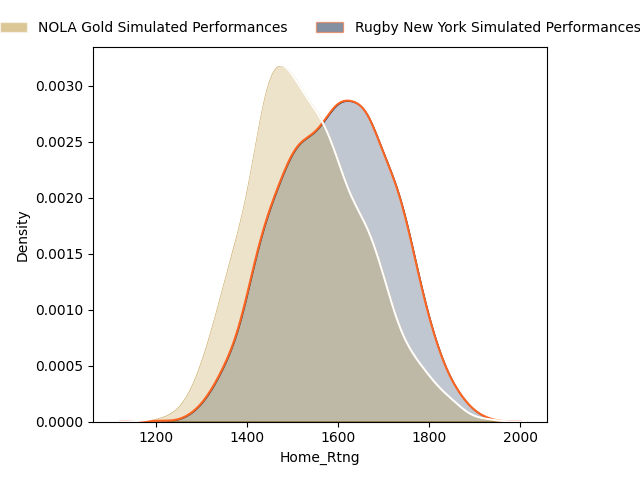 NOLA Gold Simulated Performances Rugby New York Simulated Performances
0.0030
0.0025
0.0020
0.0015
0.0010
0.0005
0.0000
Density
1200 1400 1600 1800 2000
Home_Rtng